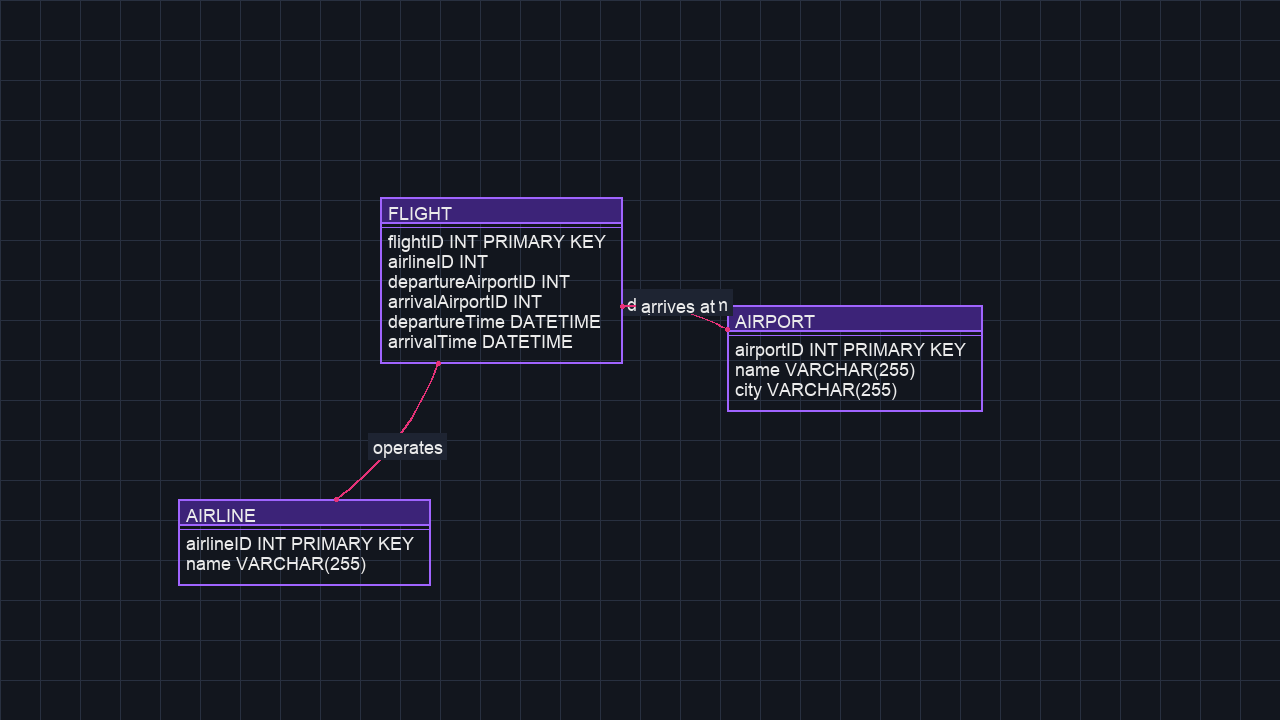 FLIGHT
flightID INT PRIMARY KEY
airlineID INT
departureAirportID INT
arrivalAirportID INT
departureTime DATETIME
arrivalTime DATETIME
arrives at
AIRPORT
airportID INT PRIMARY KEY
name VARCHAR(255)
city VARCHAR(255)
operates
AIRLINE
airlineID INT PRIMARY KEY
name VARCHAR(255)